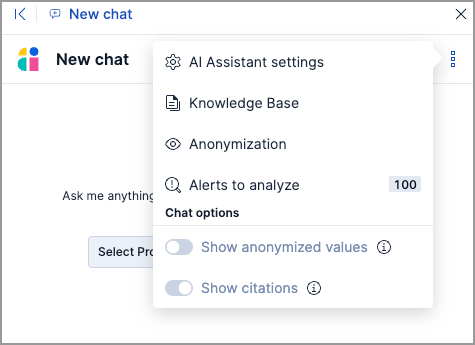 New chat
New chat
AI Assistant settings
Knowledge Base
Anonymization
Alerts to analyze 100
Chat options
Ask me anything
Show anonymized values
Select Pro
Show citations